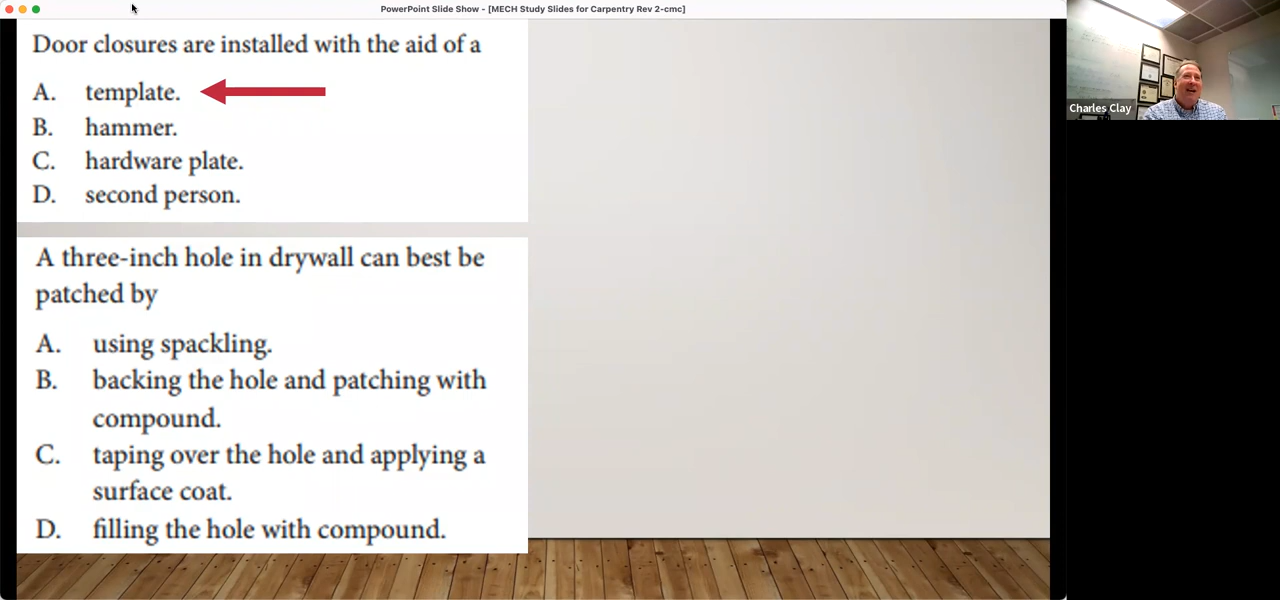 PowerPoint Slide Show - [MECH Study Slides for Carpentry Rev 2-cmc]
Door closures are installed with the aid of a
A. template.
B. hammer.
C. hardware plate.
D. second person.
A three-inch hole in drywall can best be
patched by
A. using spackling.
B. backing the hole and patching with
compound.
C. taping over the hole and applying a
surface coat.
D. filling the hole with compound.
Charles Clay